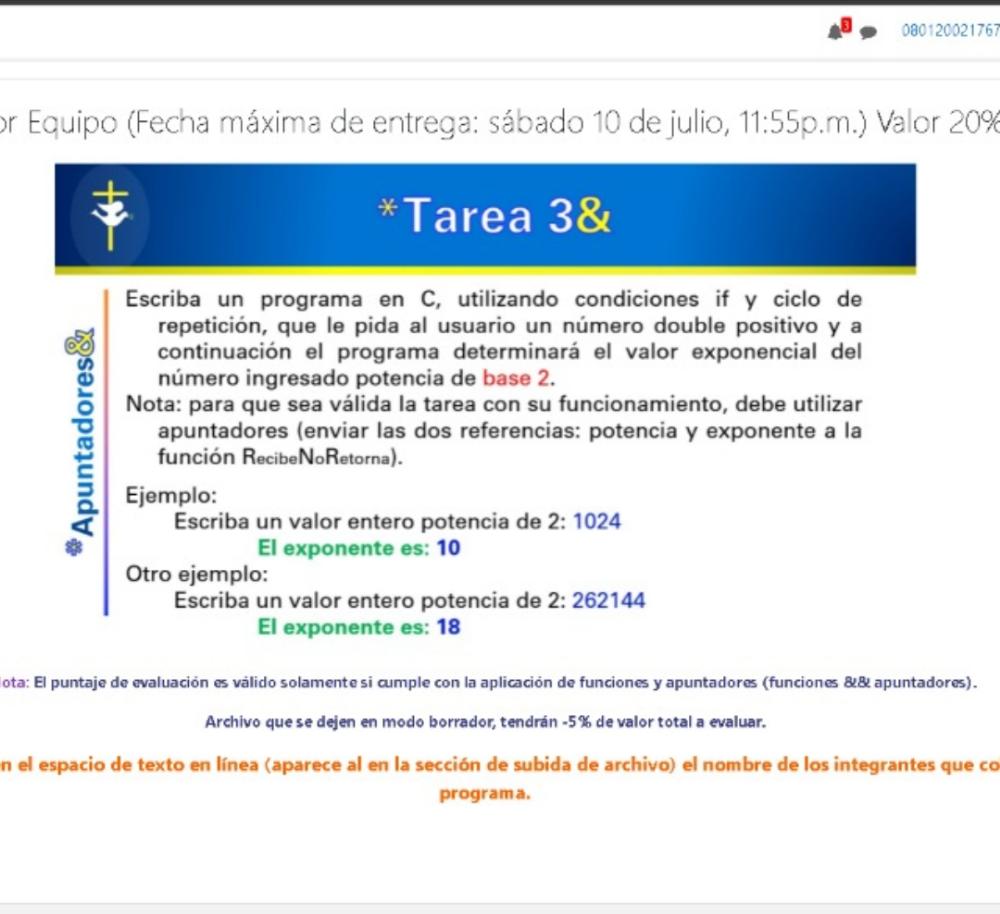 3
080120021767
or Equipo (Fecha máxima de entrega: sábado 10 de julio, 11:55p.m.) Valor 20%
*Tarea 3&
*Apuntadores&
Escriba un programa en C, utilizando condiciones if y ciclo de
repetición, que le pida al usuario un número double positivo y a
continuación el programa determinará el valor exponencial del
número ingresado potencia de base 2.
Nota: para que sea válida la tarea con su funcionamiento, debe utilizar
apuntadores (enviar las dos referencias: potencia y exponente a la
función RecibeNoRetorna).
Ejemplo:
Escriba un valor entero potencia de 2: 1024
El exponente es: 10
Otro ejemplo:
Escriba un valor entero potencia de 2: 262144
El exponente es: 18
ota: El puntaje de evaluación es válido solamente si cumple con la aplicación de funciones y apuntadores (funciones && apuntadores).
Archivo que se dejen en modo borrador, tendrán -5% de valor total a evaluar.
n el espacio de texto en línea (aparece al en la sección de subida de archivo) el nombre de los integrantes que co
programa.